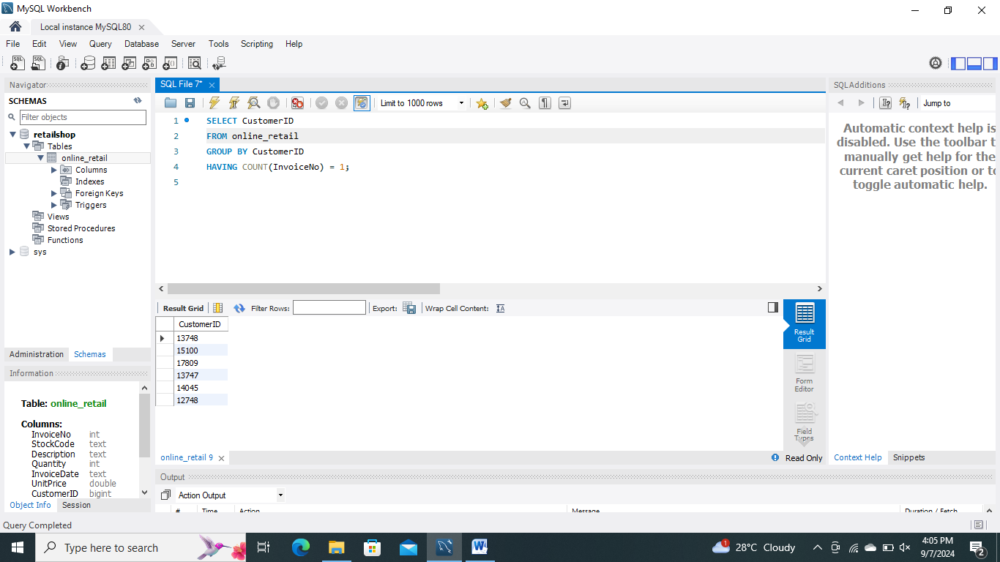 MySQL Workbench
Local instance MySQL80
File Edit View Query Database Server Tools Scripting Help
Navigator
SCHEMAS
Filter objects
retailshop
Tables
online_retail
Columns
Indexes
Foreign Keys
Triggers
Views
Stored Procedures
Functions
sys
Administration Schemas
Information
Table: online_retail
Columns:
InvoiceNo int
StockCode text
Description text
Quantity int
InvoiceDate text
UnitPrice double
CustomerID bigint
Object Info Session
SQL File 7*
Limit to 1000 rows
1 SELECT CustomerID
2 FROM online_retail
3 GROUP BY CustomerID
4 HAVING COUNT(InvoiceNo) = 1;
5
Result Grid Filter Rows: Export: Wrap Cell Content:
CustomerID
13748
15100
17809
13747
14045
12748
Result
Grid
Form
Editor
Field
Types
online_retail 9
Read Only
Output
Action Output
# Time Action Message Duration / Fetch
SQLAdditions
Jump to
Automatic context help is
disabled. Use the toolbar t
manually get help for the
current caret position or to
toggle automatic help.
Context Help Snippets
Query Completed
Type here to search
1
28°C Cloudy
4:05 PM
9/7/2024
2